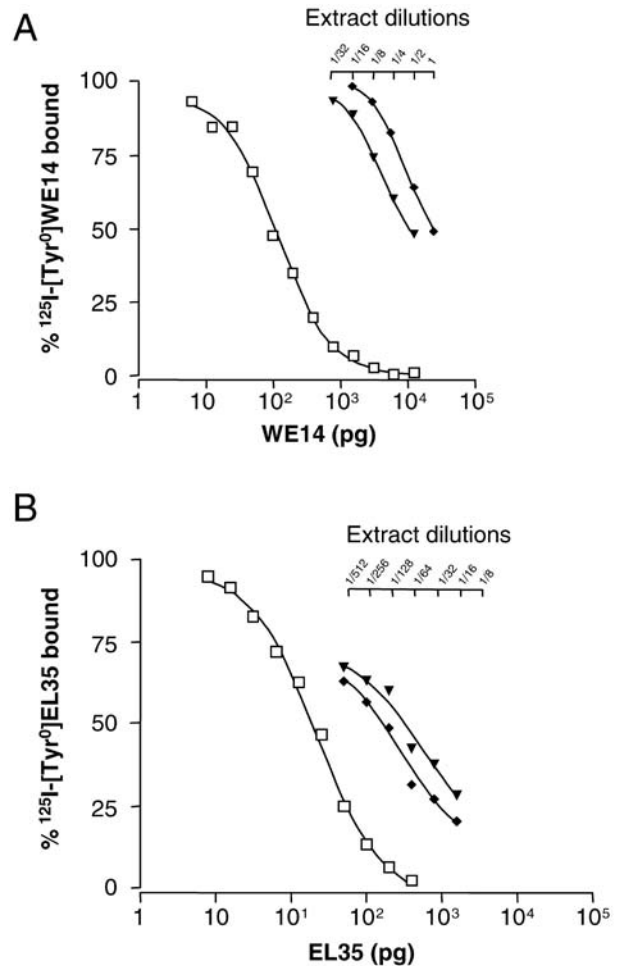 A
Extract dilutions
1/32 1/16 1/8 1/4 1/2 1
% ¹²⁵I-[Tyr⁰]WE14 bound
100
75
50
25
0
1 10 10² 10³ 10⁴ 10⁵
WE14 (pg)
B
Extract dilutions
1/512 1/256 1/128 1/64 1/32 1/16 1/8
% ¹²⁵I-[Tyr⁰]EL35 bound
100
75
50
25
0
1 10¹ 10² 10³ 10⁴ 10⁵
EL35 (pg)